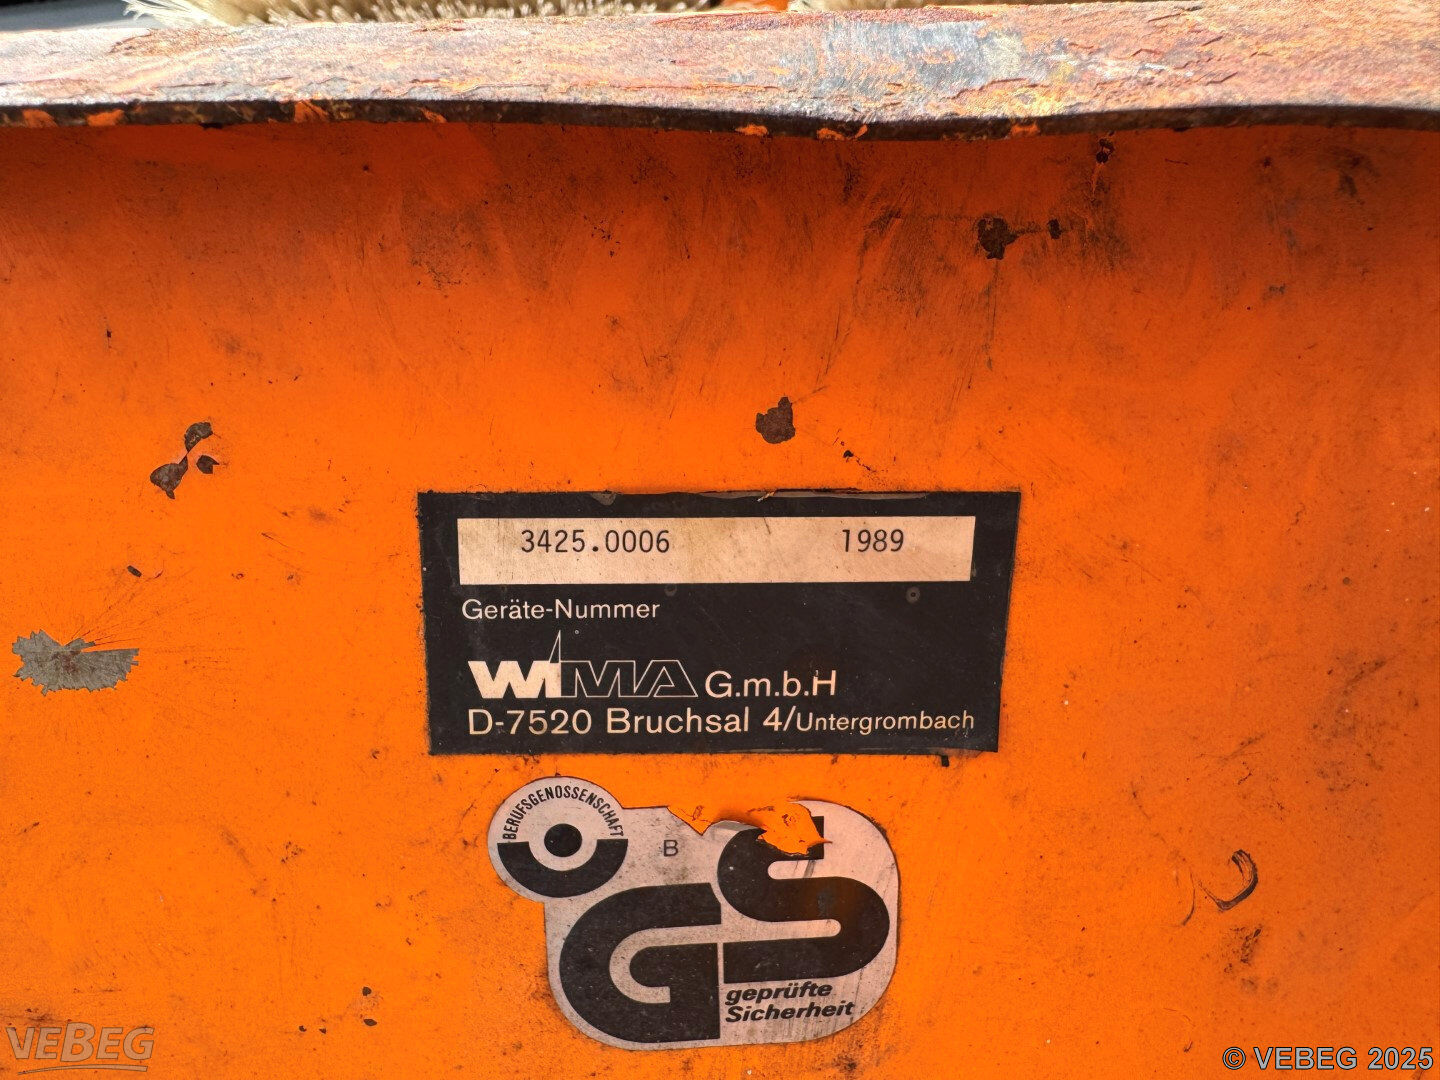 3425.0006 1989
Geräte-Nummer
WIMA G.m.b.H
D-7520 Bruchsal 4/Untergrombach
BERUFSGENOSSENSCHAFT
B
GS
geprüfte
Sicherheit
VEBEG
© VEBEG 2025